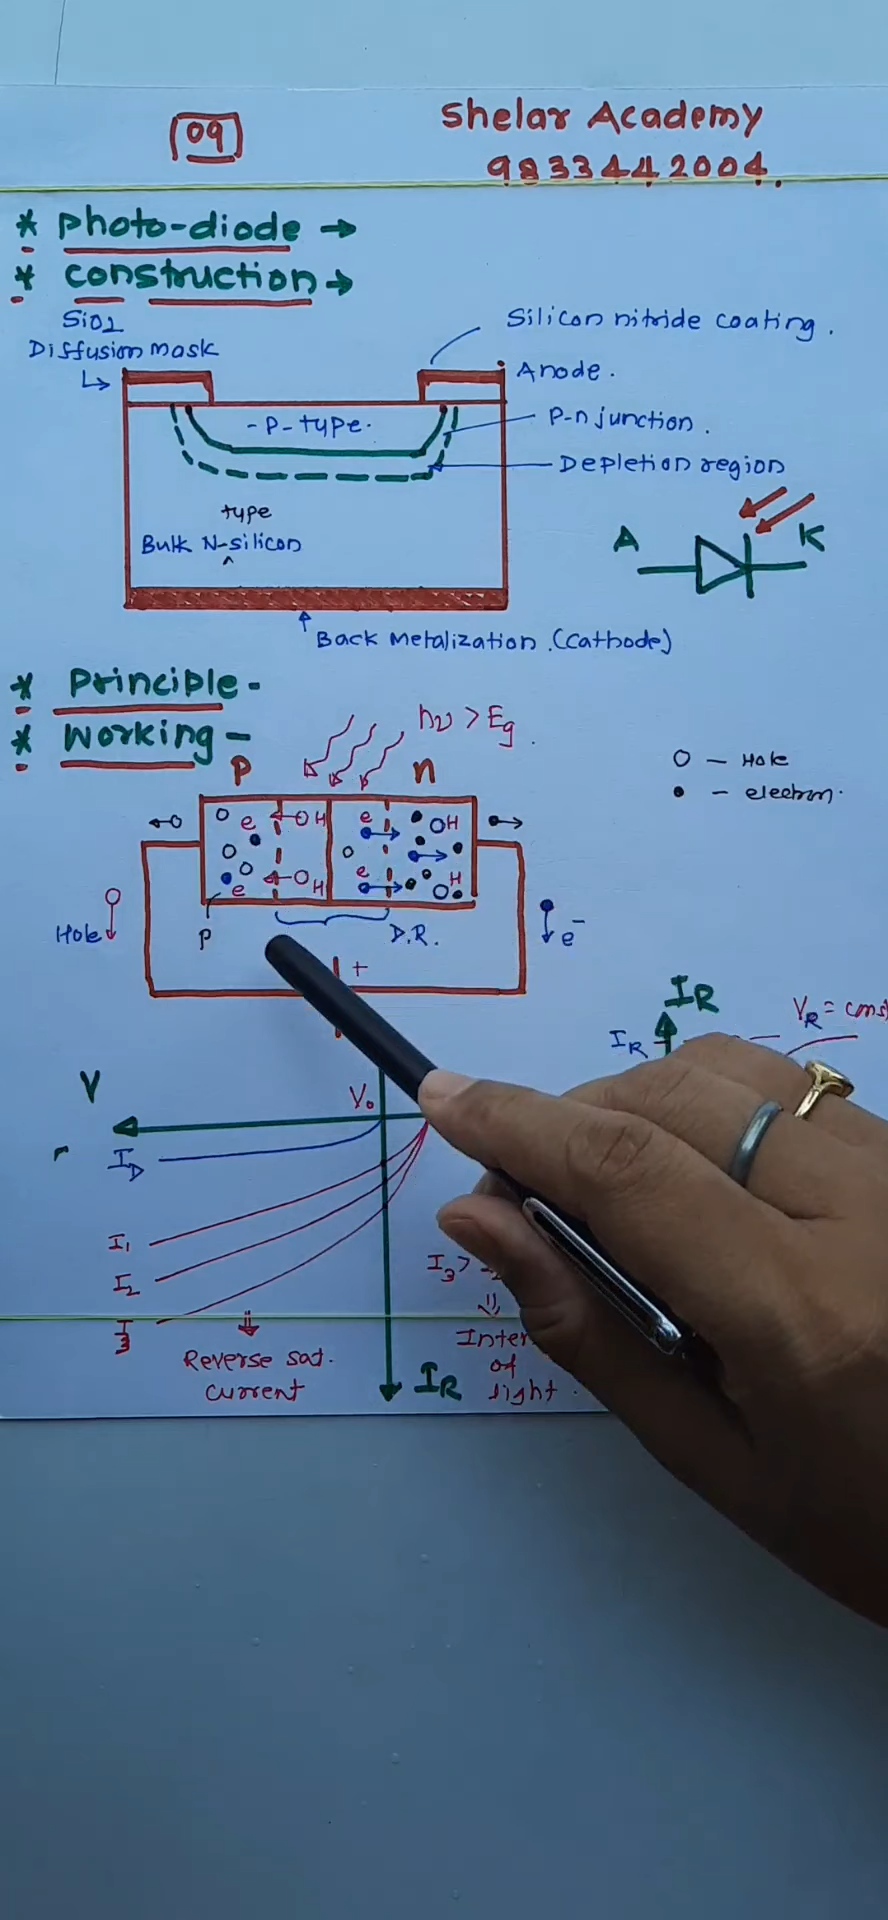 09
Shelar Academy
9833442004.
* Photo-diode →
* construction →
SiO2
Diffusion mask
Silicon nitride coating.
Anode.
-P-type-
P-n junction.
Depletion region
type
Bulk N-silicon
A K
Back Metalization.(Cathode)
* Principle-
* Working-
hν > Eg.
P n
O - Hole
• - electron.
e H e H
e H e H
Hole
P
D.R.
e⁻
+
IR
VR =
IR
V
V₀
ID
I1
I2
I3
I3 >
Reverse sat.
current
of
light.
IR